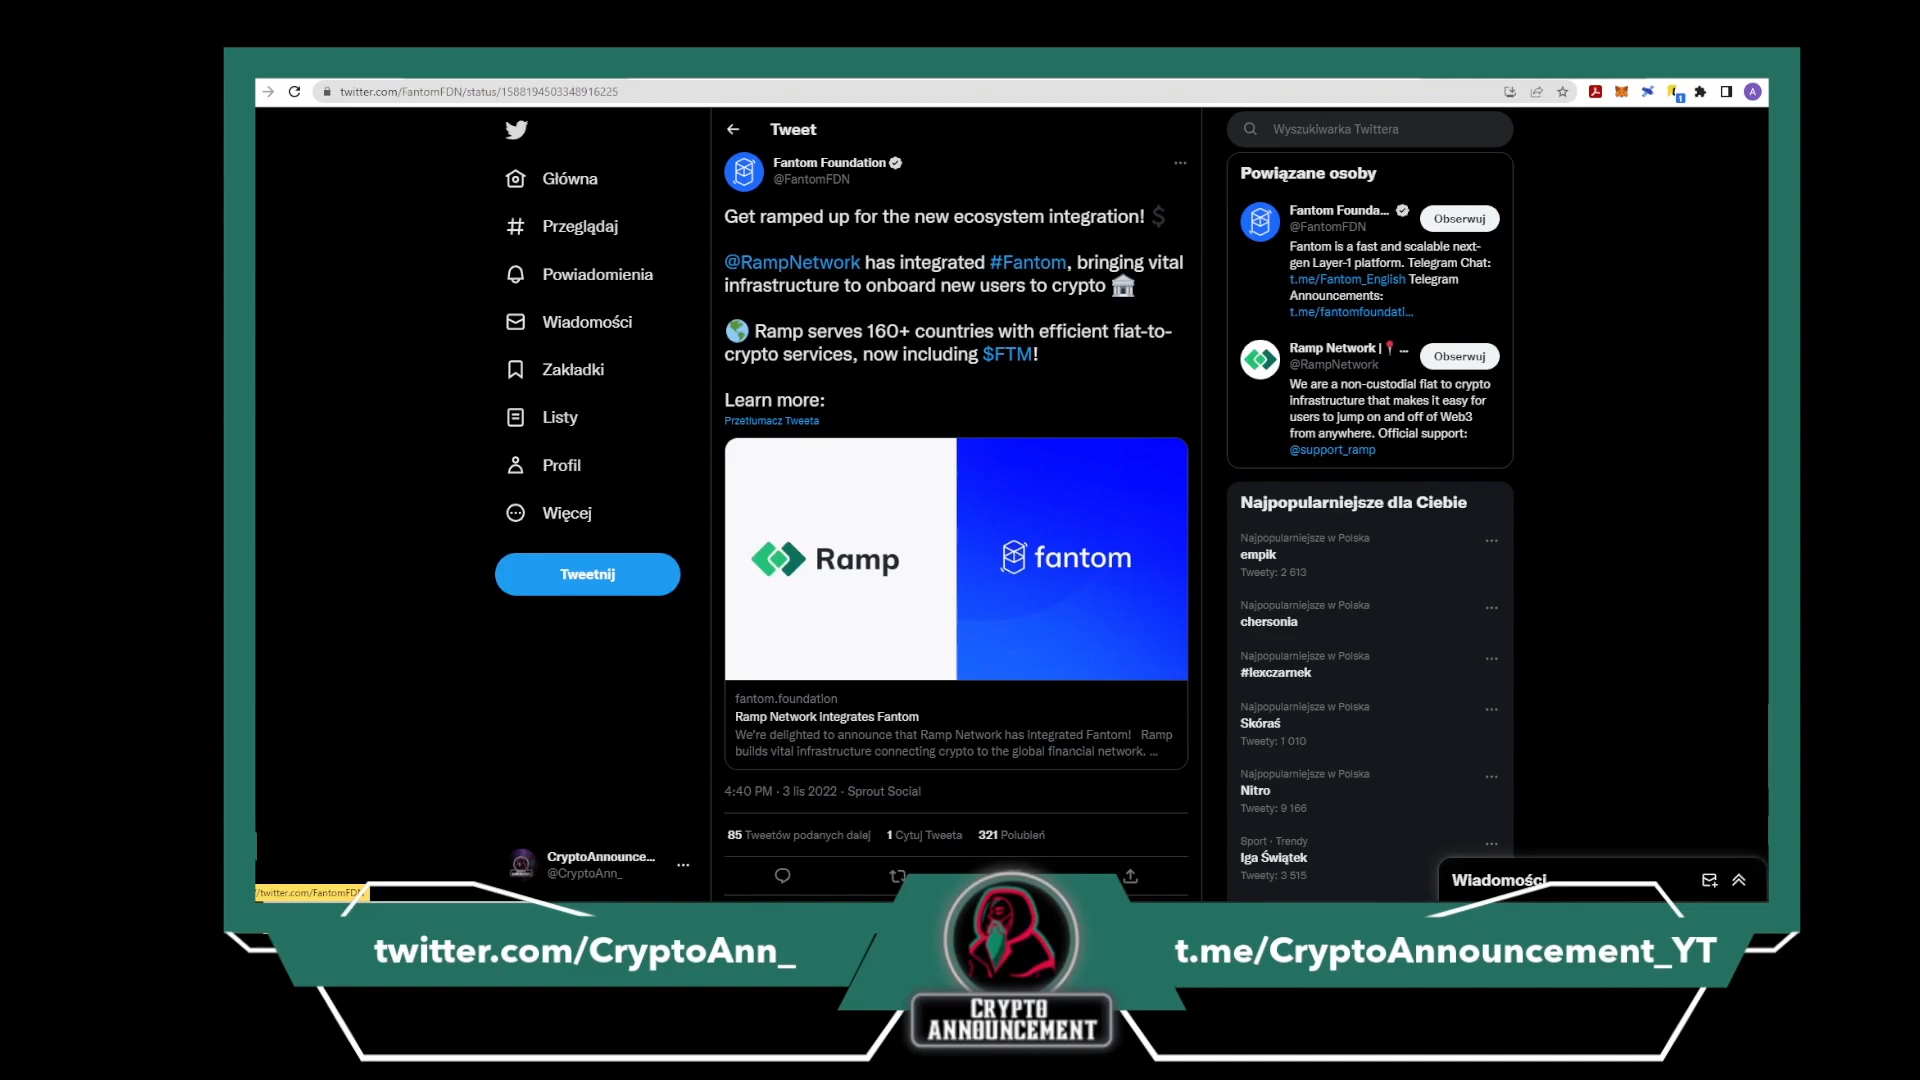 twitter.com/FantomFDN/status/1588194503348916225
A
1
Główna
Przeglądaj
Powiadomienia
Wiadomości
Zakładki
Listy
Profil
Więcej
Tweetnij
CryptoAnnounce...
@CryptoAnn_
Tweet
Fantom Foundation
@FantomFDN
Get ramped up for the new ecosystem integration!
@RampNetwork has integrated #Fantom, bringing vital
infrastructure to onboard new users to crypto
Ramp serves 160+ countries with efficient fiat-to-
crypto services, now including $FTM!
Learn more:
Przetłumacz Tweeta
Ramp
fantom
fantom.foundation
Ramp Network Integrates Fantom
We're delighted to announce that Ramp Network has integrated Fantom! Ramp
builds vital infrastructure connecting crypto to the global financial network. ...
4:40 PM · 3 lis 2022 · Sprout Social
85 Tweetów podanych dalej 1 Cytuj Tweeta 321 Polubień
Wyszukiwarka Twittera
Powiązane osoby
Fantom Founda...
@FantomFDN
Obserwuj
Fantom is a fast and scalable next-
gen Layer-1 platform. Telegram Chat:
t.me/Fantom_English Telegram
Announcements:
t.me/fantomfoundati...
Ramp Network | ...
@RampNetwork
Obserwuj
We are a non-custodial fiat to crypto
infrastructure that makes it easy for
users to jump on and off of Web3
from anywhere. Official support:
@support_ramp
Najpopularniejsze dla Ciebie
Najpopularniejsze w Polska
empik
Tweety: 2 613
Najpopularniejsze w Polska
chersonia
Najpopularniejsze w Polska
#lexczarnek
Najpopularniejsze w Polska
Skóraś
Tweety: 1 010
Najpopularniejsze w Polska
Nitro
Tweety: 9 166
Sport · Trendy
Iga Świątek
Tweety: 3 515
Wiadomości
/twitter.com/FantomFDN
twitter.com/CryptoAnn_
t.me/CryptoAnnouncement_YT
CRYPTO
ANNOUNCEMENT